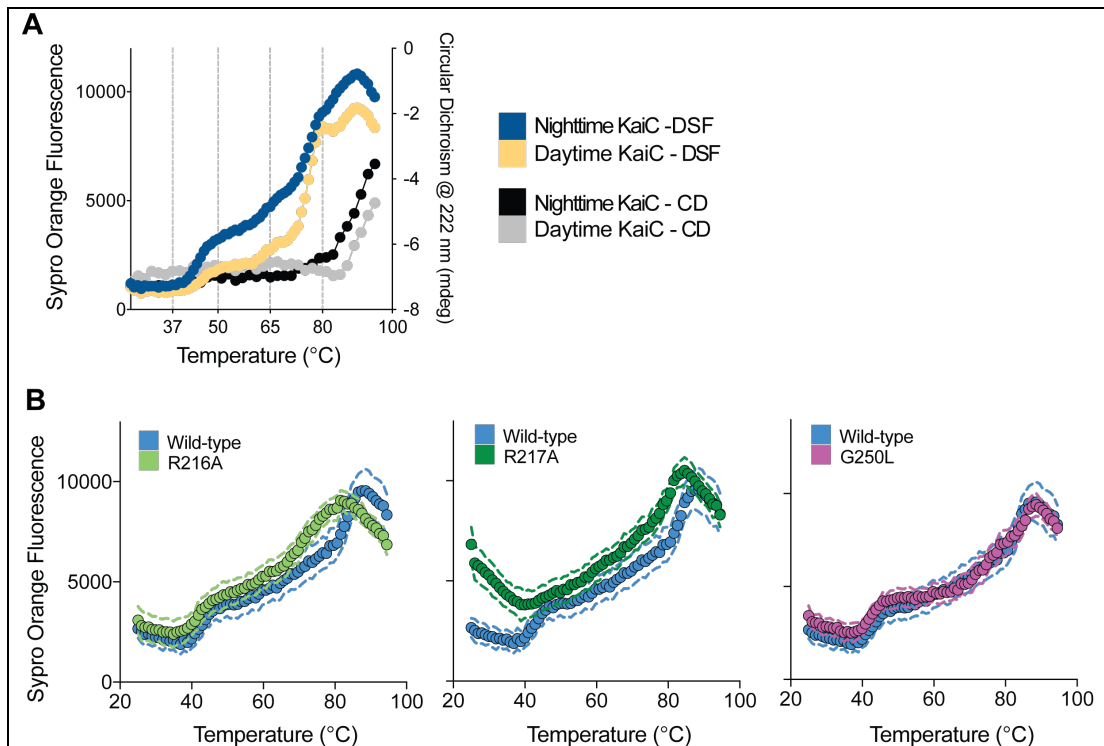 A
Sypro Orange Fluorescence
10000
5000
0
37
50
65
80
100
Temperature (°C)
0
-2
-4
-6
-8
Circular Dichroism @ 222 nm (mdeg)
Nighttime KaiC -DSF
Daytime KaiC - DSF
Nighttime KaiC - CD
Daytime KaiC - CD
B
Sypro Orange Fluorescence
10000
5000
0
Wild-type
R216A
20
40
60
80
100
Temperature (°C)
Wild-type
R217A
20
40
60
80
100
Temperature (°C)
Wild-type
G250L
20
40
60
80
100
Temperature (°C)